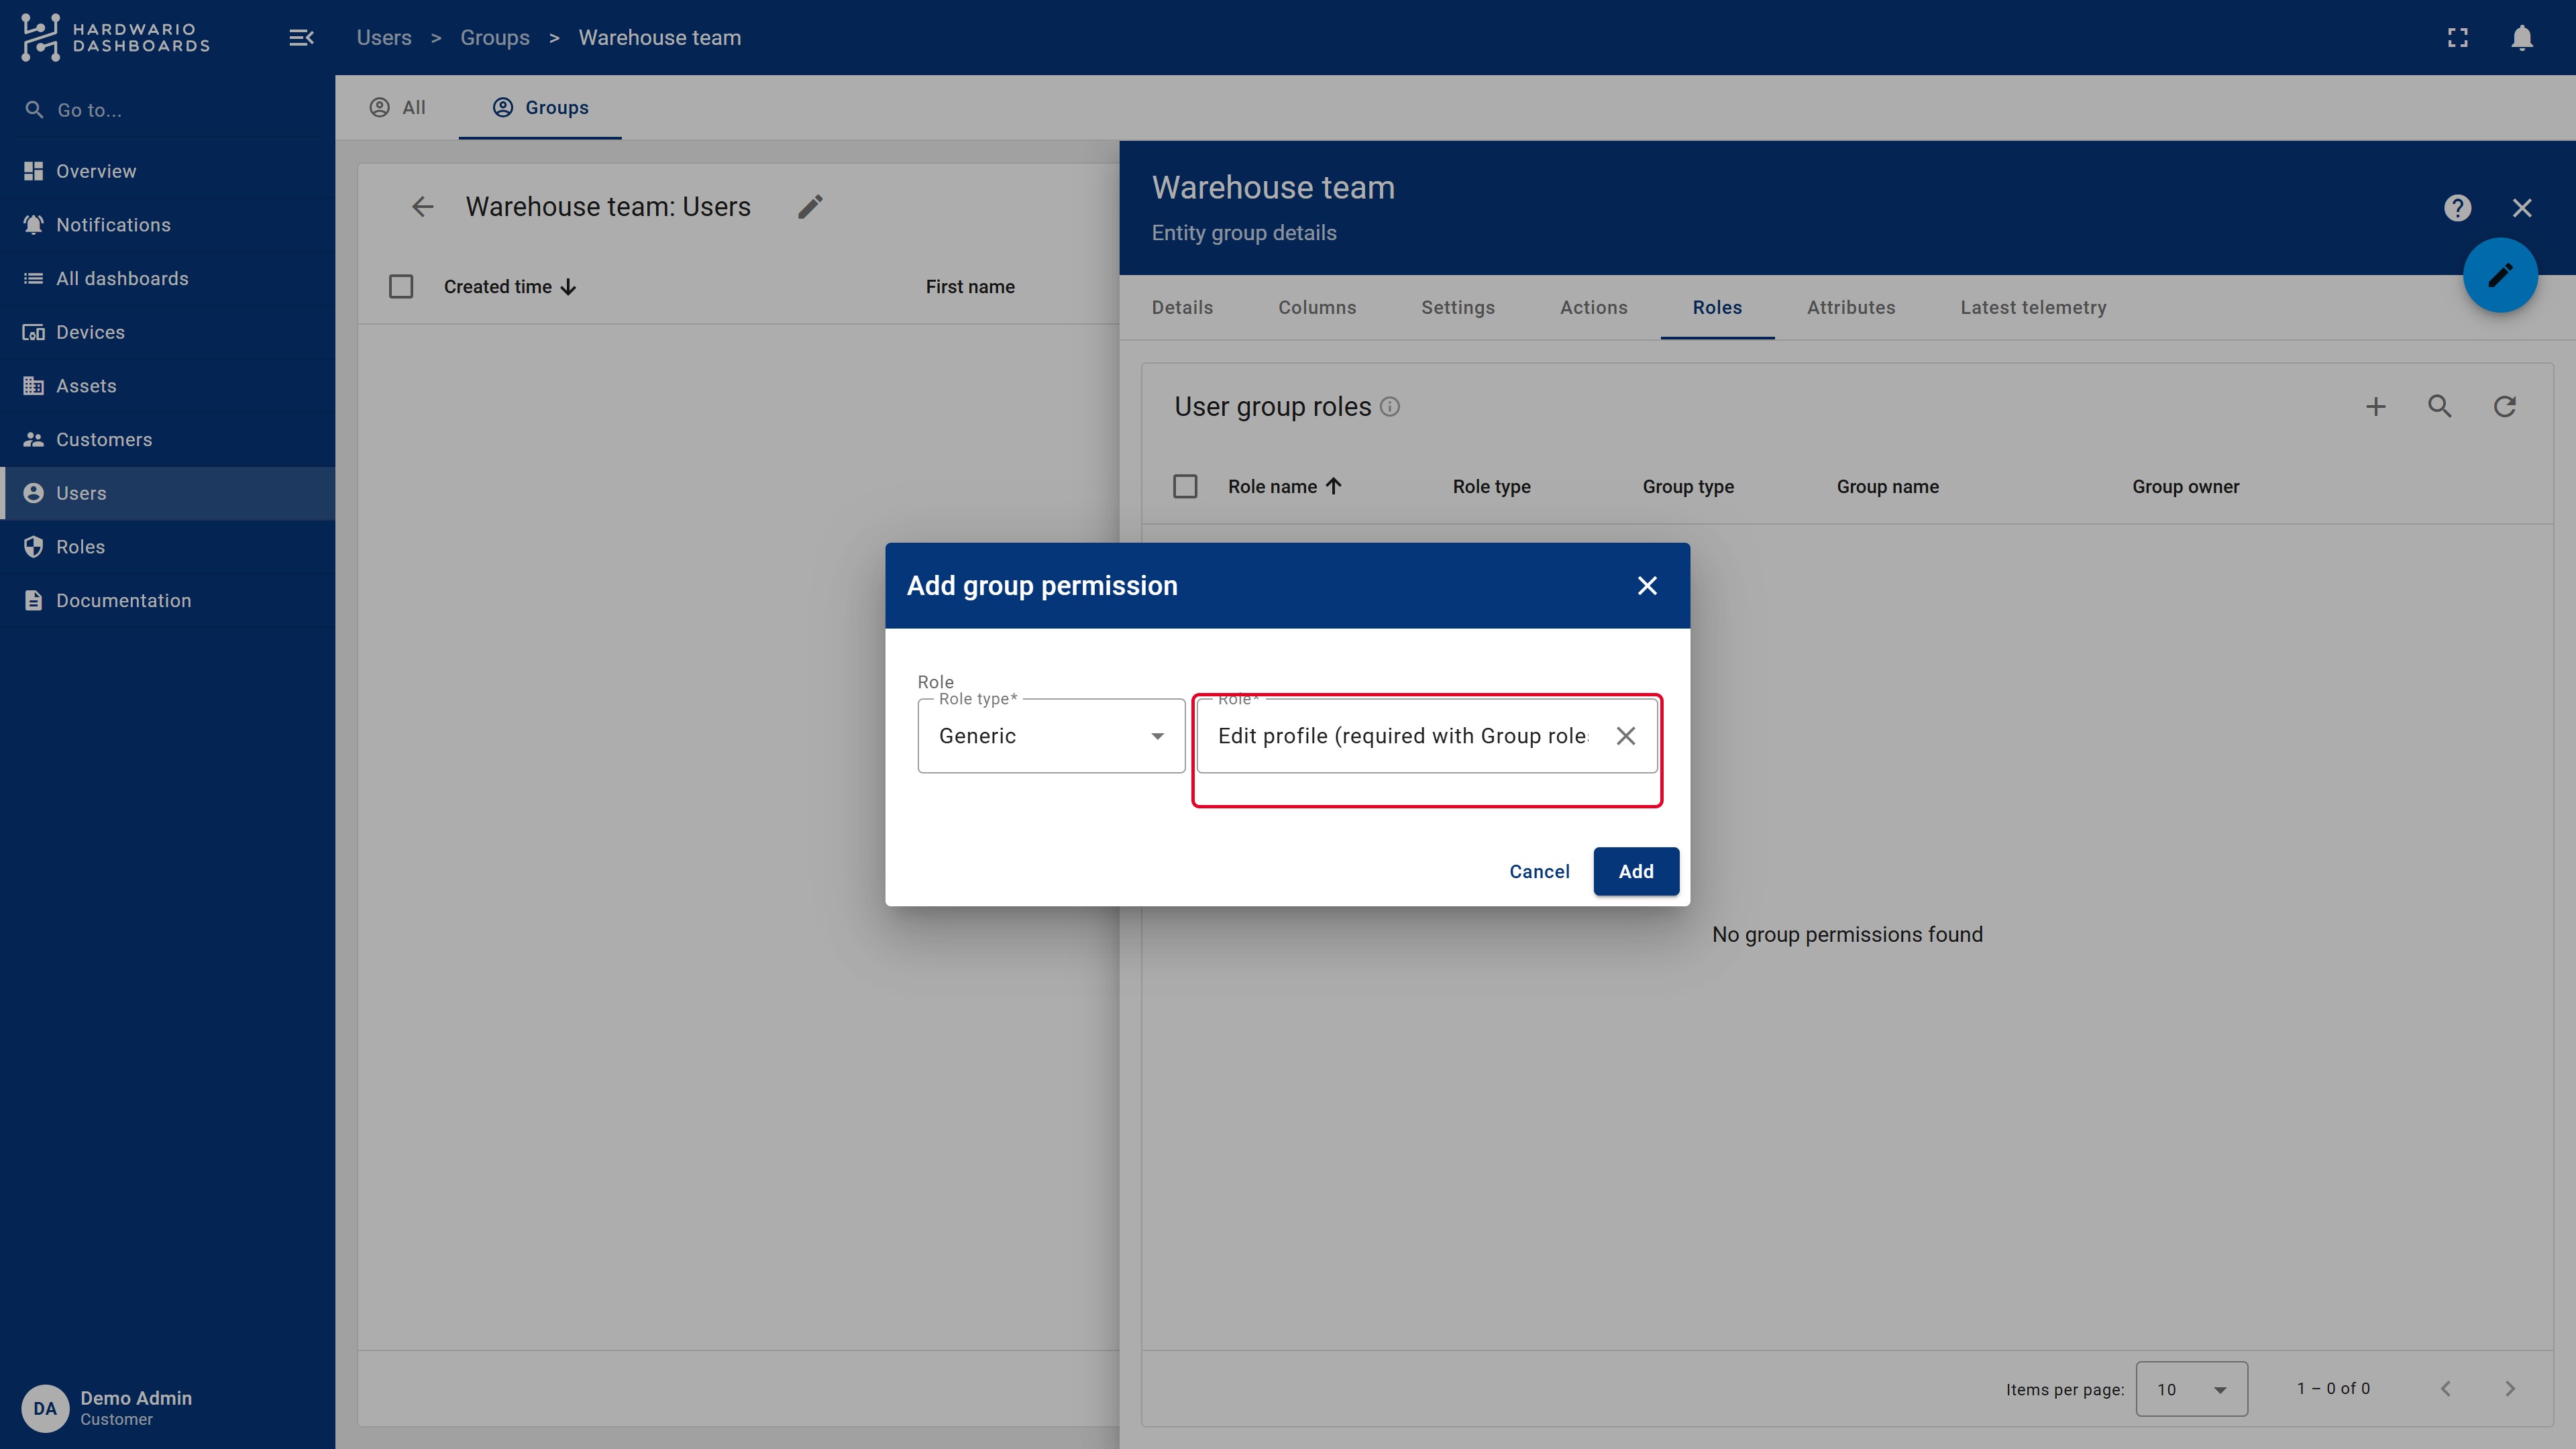 HARDWARIO
DASHBOARDS
Users > Groups > Warehouse team
Go to...
Overview
Notifications
All dashboards
Devices
Assets
Customers
Users
Roles
Documentation
DA
Demo Admin
Customer
All
Groups
Warehouse team: Users
Created time
First name
Warehouse team
Entity group details
Details
Columns
Settings
Actions
Roles
Attributes
Latest telemetry
User group roles
Role name
Role type
Group type
Group name
Group owner
Add group permission
Role
Role type*
Generic
Role*
Edit profile (required with Group role
Cancel
Add
No group permissions found
Items per page:
10
1 – 0 of 0